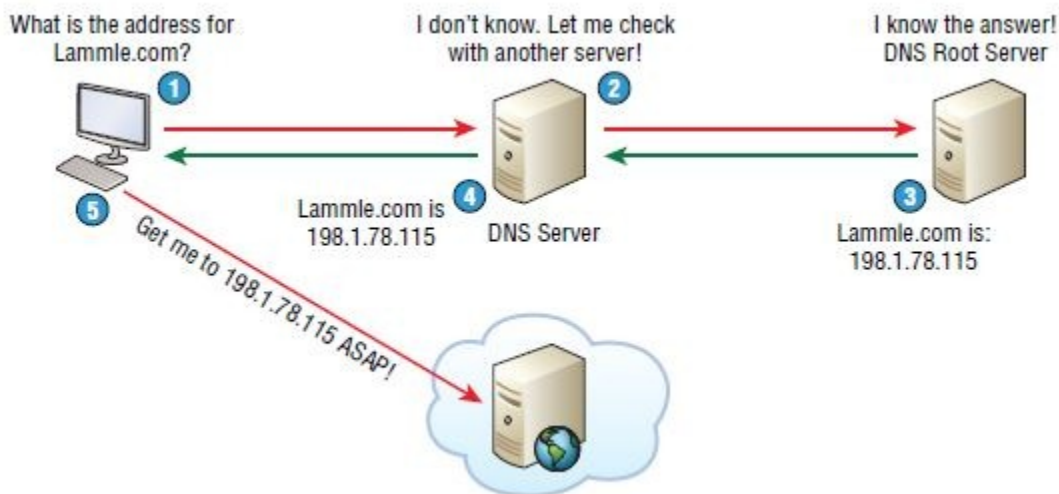 What is the address for
Lammle.com?
1
I don't know. Let me check
with another server!
2
I know the answer!
DNS Root Server
3
Lammle.com is:
198.1.78.115
4
Lammle.com is
198.1.78.115
DNS Server
5
Get me to 198.1.78.115 ASAP!